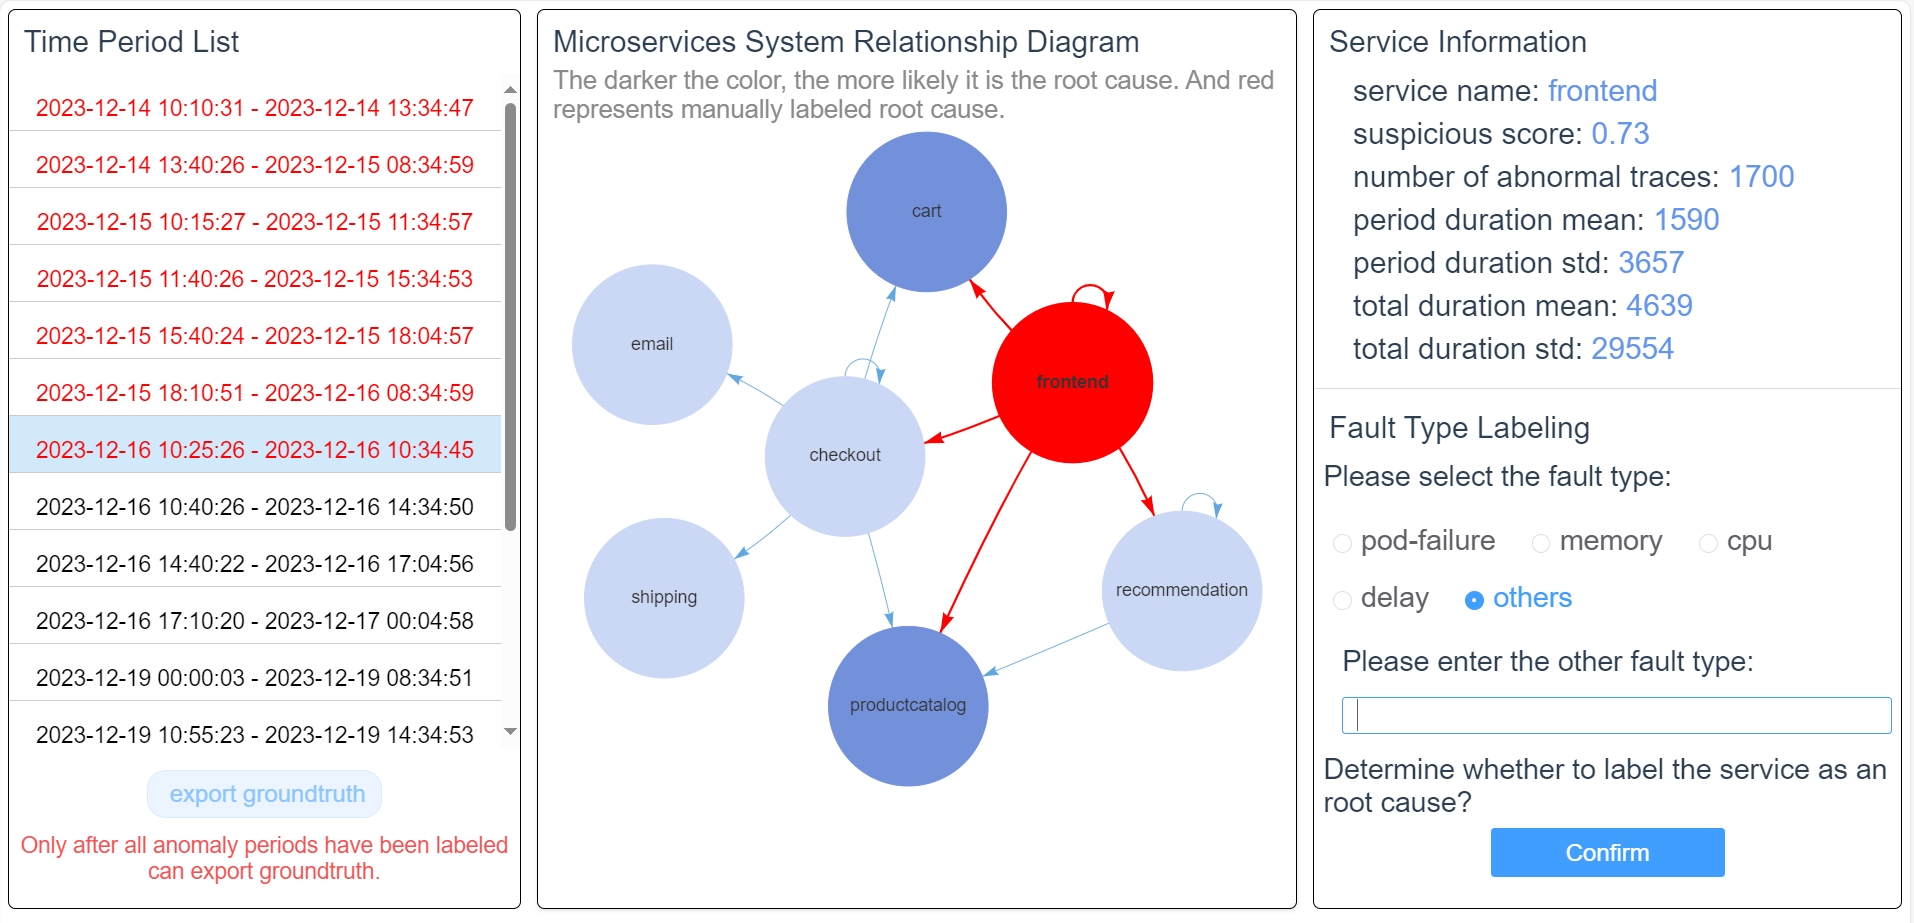 Time Period List
2023-12-14 10:10:31 - 2023-12-14 13:34:47
2023-12-14 13:40:26 - 2023-12-15 08:34:59
2023-12-15 10:15:27 - 2023-12-15 11:34:57
2023-12-15 11:40:26 - 2023-12-15 15:34:53
2023-12-15 15:40:24 - 2023-12-15 18:04:57
2023-12-15 18:10:51 - 2023-12-16 08:34:59
2023-12-16 10:25:26 - 2023-12-16 10:34:45
2023-12-16 10:40:26 - 2023-12-16 14:34:50
2023-12-16 14:40:22 - 2023-12-16 17:04:56
2023-12-16 17:10:20 - 2023-12-17 00:04:58
2023-12-19 00:00:03 - 2023-12-19 08:34:51
2023-12-19 10:55:23 - 2023-12-19 14:34:53
export groundtruth
Only after all anomaly periods have been labeled
can export groundtruth.
Microservices System Relationship Diagram
The darker the color, the more likely it is the root cause. And red
represents manually labeled root cause.
cart
email
frontend
checkout
shipping
recommendation
productcatalog
Service Information
service name: frontend
suspicious score: 0.73
number of abnormal traces: 1700
period duration mean: 1590
period duration std: 3657
total duration mean: 4639
total duration std: 29554
Fault Type Labeling
Please select the fault type:
pod-failure memory cpu
delay others
Please enter the other fault type:
Determine whether to label the service as an
root cause?
Confirm